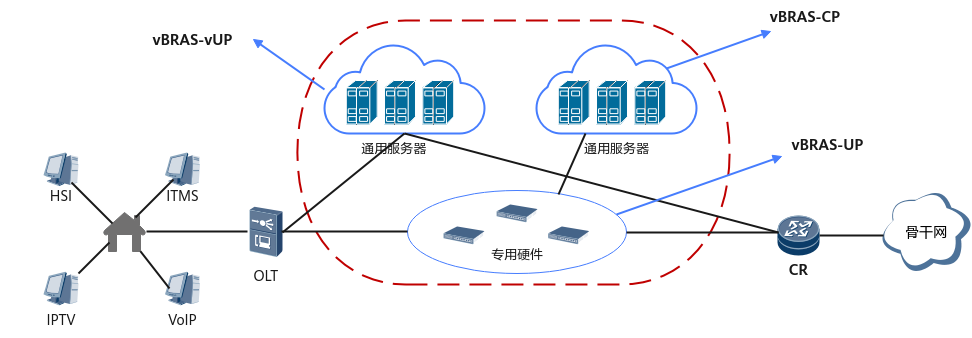 vBRAS-CP
vBRAS-vUP
通用服务器
通用服务器
vBRAS-UP
HSI
ITMS
专用硬件
骨干网
OLT
CR
IPTV
VoIP